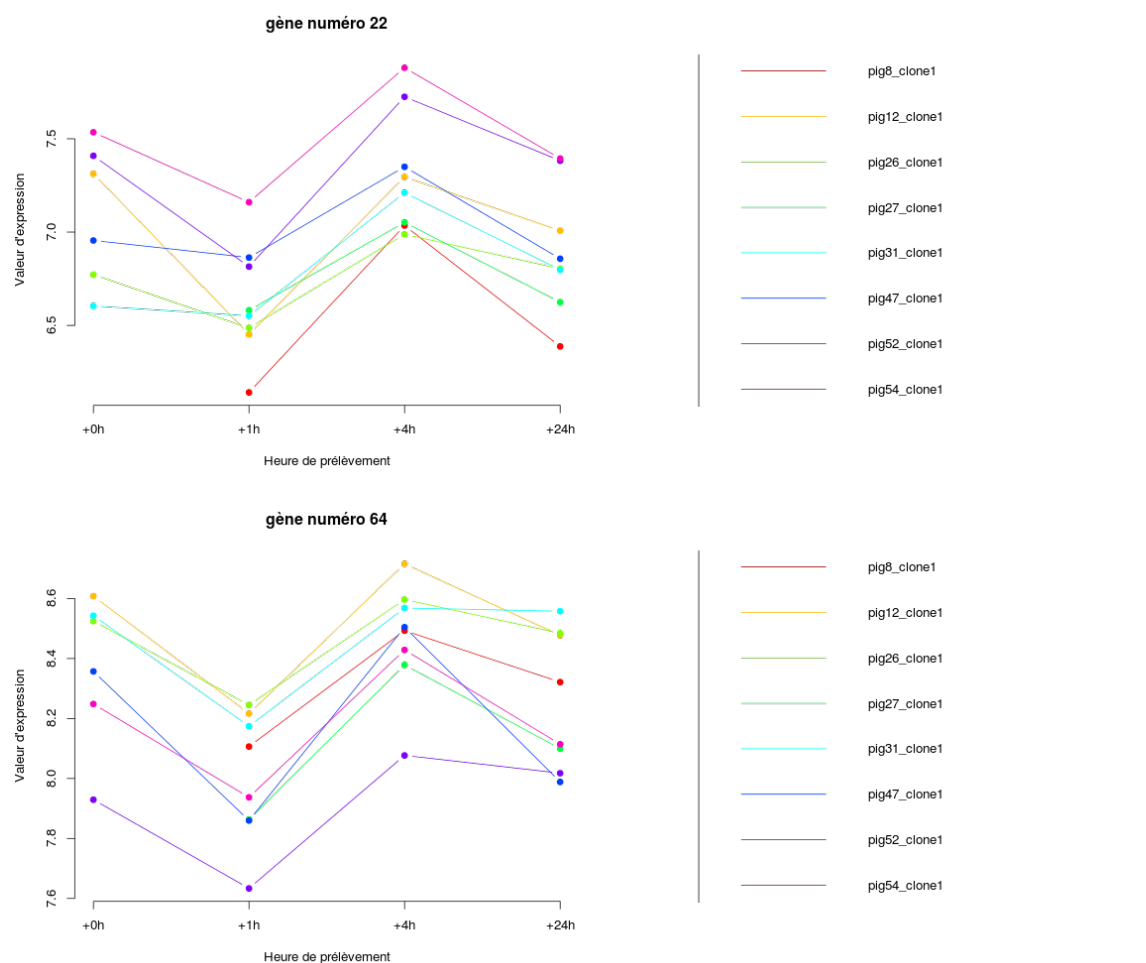 gène numéro 22
Valeur d'expression
7.5
7.0
6.5
+0h +1h +4h +24h
Heure de prélèvement
pig8_clone1
pig12_clone1
pig26_clone1
pig27_clone1
pig31_clone1
pig47_clone1
pig52_clone1
pig54_clone1
gène numéro 64
Valeur d'expression
8.6
8.4
8.2
8.0
7.8
7.6
+0h +1h +4h +24h
Heure de prélèvement
pig8_clone1
pig12_clone1
pig26_clone1
pig27_clone1
pig31_clone1
pig47_clone1
pig52_clone1
pig54_clone1